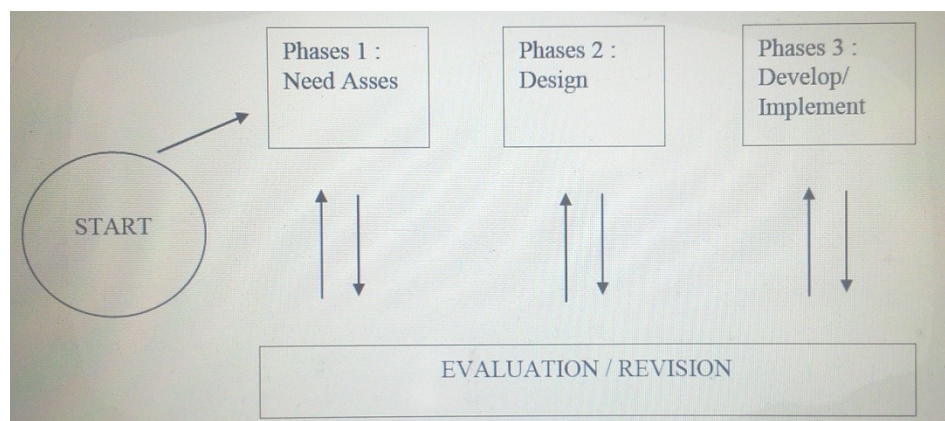 Phases 1 :
Need Asses
Phases 2 :
Design
Phases 3 :
Develop/
Implement
START
EVALUATION / REVISION